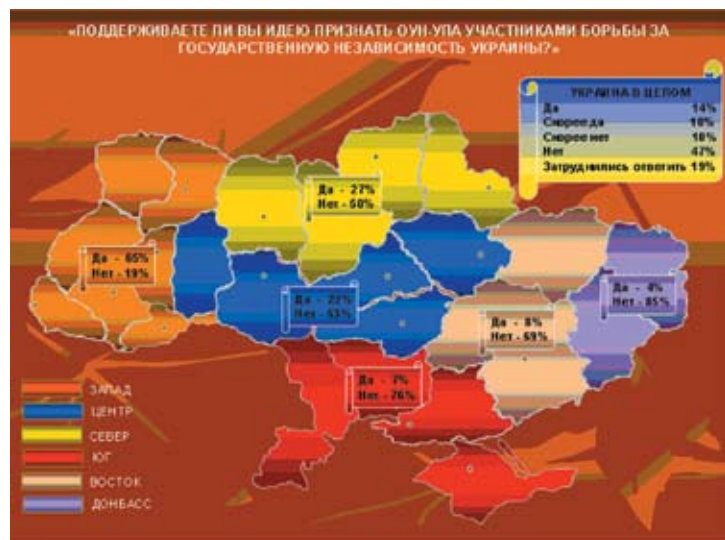 «ПОДДЕРЖИВАЕТЕ ЛИ ВЫ ИДЕЮ ПРИЗНАТЬ ОУН-УПА УЧАСТНИКАМИ БОРЬБЫ ЗА
ГОСУДАРСТВЕННУЮ НЕЗАВИСИМОСТЬ УКРАИНЫ?»
УКРАИНА В ЦЕЛОМ
Да 14%
Скорее да 10%
Скорее нет 10%
Нет 47%
Затруднились ответить 19%
Да - 27%
Нет - 50%
Да - 65%
Нет - 19%
Да - 4%
Нет - 85%
Да - 22%
Нет - 53%
Да - 8%
Нет - 69%
Да - 7%
Нет - 76%
ЗАПАД
ЦЕНТР
СЕВЕР
ЮГ
ВОСТОК
ДОНБАСС